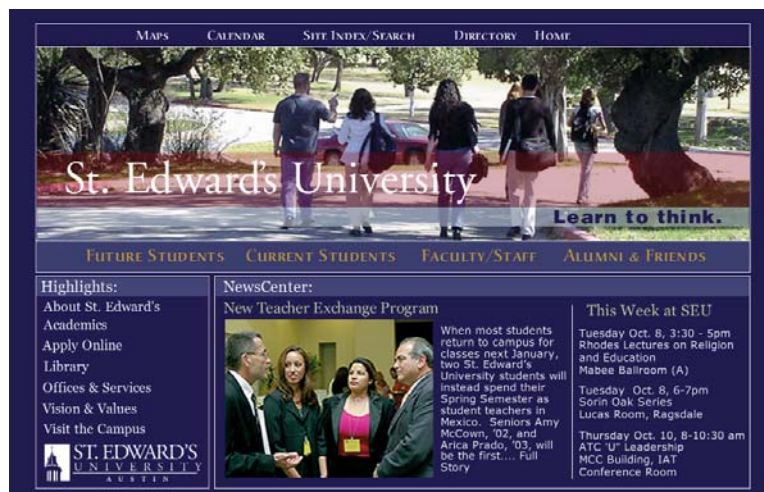 Maps Calendar Site Index/Search Directory Home
St. Edward's University
Learn to think.
Future Students Current Students Faculty/Staff Alumni & Friends
Highlights:
About St. Edward's
Academics
Apply Online
Library
Offices & Services
Vision & Values
Visit the Campus
ST. EDWARD'S
UNIVERSITY
AUSTIN
NewsCenter:
New Teacher Exchange Program
When most students
return to campus for
classes next January,
two St. Edward's
University students will
instead spend their
Spring Semester as
student teachers in
Mexico. Seniors Amy
McCown, '02, and
Arica Prado, '03, will
be the first.... Full
Story
This Week at SEU
Tuesday Oct. 8, 3:30 - 5pm
Rhodes Lectures on Religion
and Education
Mabee Ballroom (A)
Tuesday Oct. 8, 6-7pm
Sorin Oak Series
Lucas Room, Ragsdale
Thursday Oct. 10, 8-10:30 am
ATC 'U" Leadership
MCC Building, IAT
Conference Room